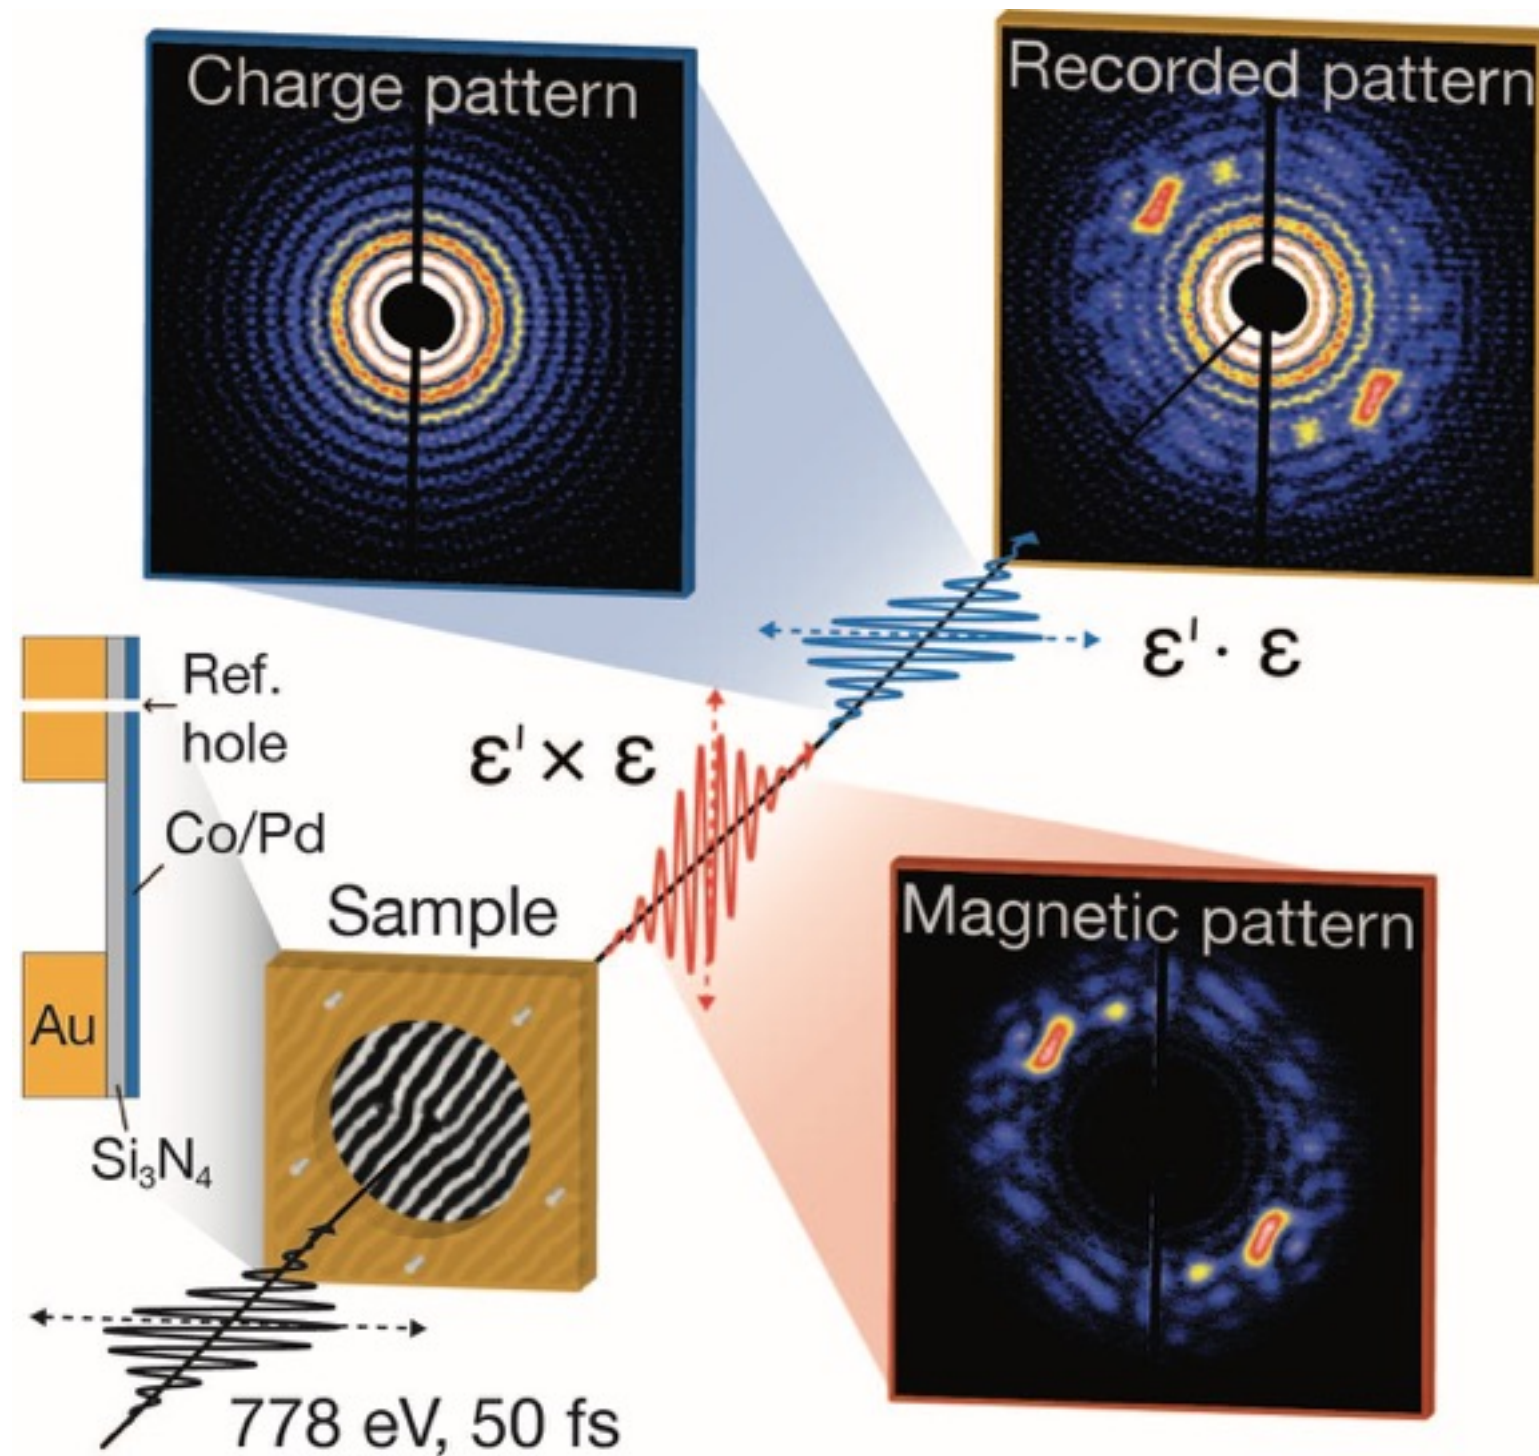 Charge pattern
Recorded pattern
Ref.
hole
ε' × ε
ε' · ε
Co/Pd
Sample
Magnetic pattern
Au
Si₃N₄
778 eV, 50 fs